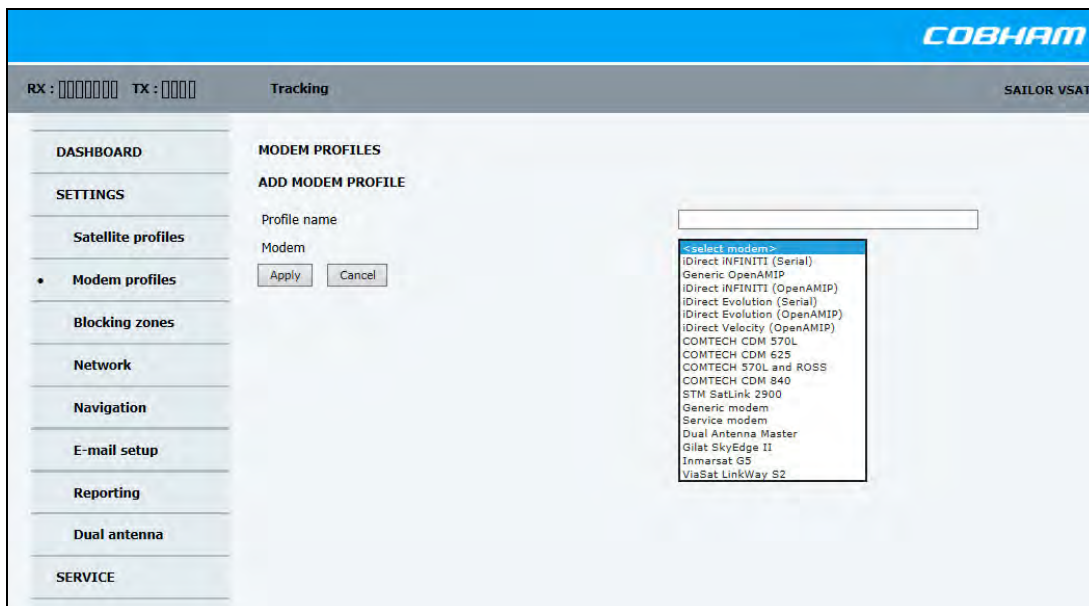 COBHAM
RX : TX : Tracking SAILOR VSAT
DASHBOARD
SETTINGS
Satellite profiles
• Modem profiles
Blocking zones
Network
Navigation
E-mail setup
Reporting
Dual antenna
SERVICE
MODEM PROFILES
ADD MODEM PROFILE
Profile name
Modem
Apply Cancel
<select modem>
iDirect iNFINITI (Serial)
Generic OpenAMIP
iDirect iNFINITI (OpenAMIP)
iDirect Evolution (Serial)
iDirect Evolution (OpenAMIP)
iDirect Velocity (OpenAMIP)
COMTECH CDM 570L
COMTECH CDM 625
COMTECH 570L and ROSS
COMTECH CDM 840
STM SatLink 2900
Generic modem
Service modem
Dual Antenna Master
Gilat SkyEdge II
Inmarsat G5
ViaSat LinkWay S2